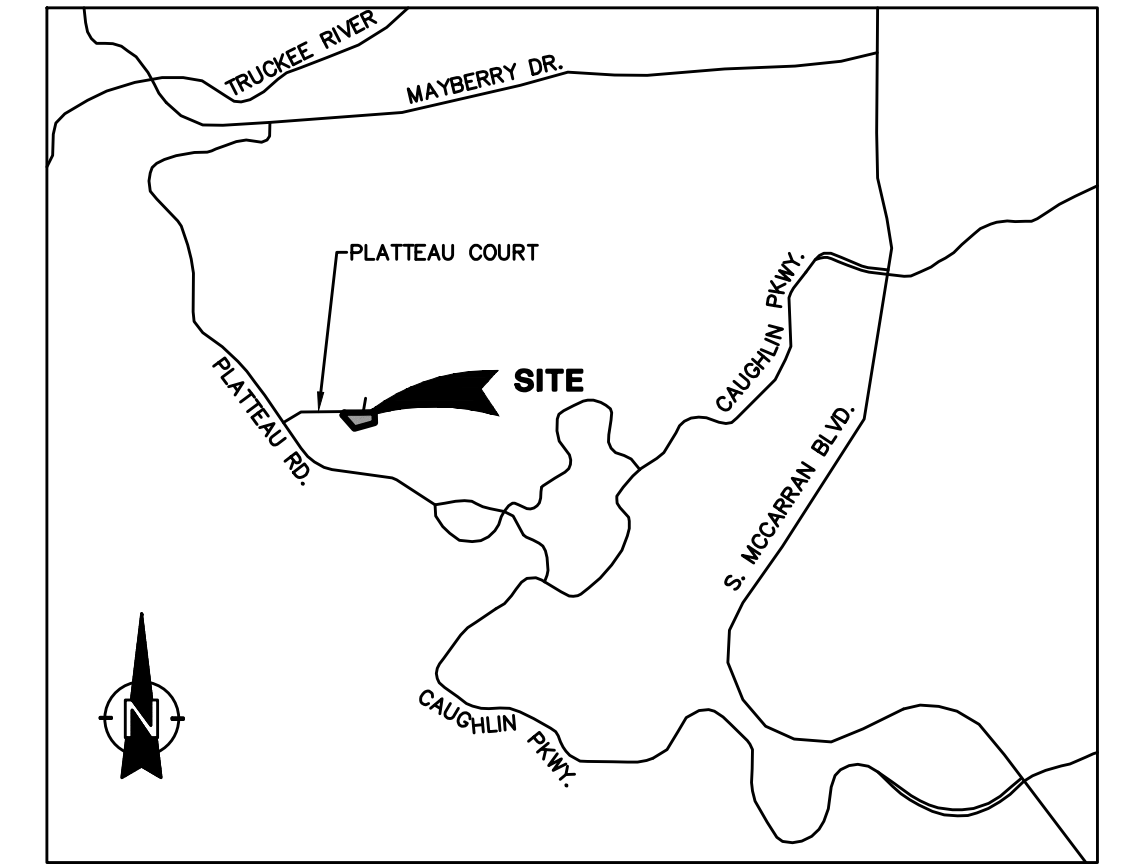 TRUCKEE RIVER
MAYBERRY DR.
PLATTEAU COURT
CAUGHLIN PKWY.
PLATTEAU RD.
SITE
S. MCCARRAN BLVD.
CAUGHLIN PKWY.
N